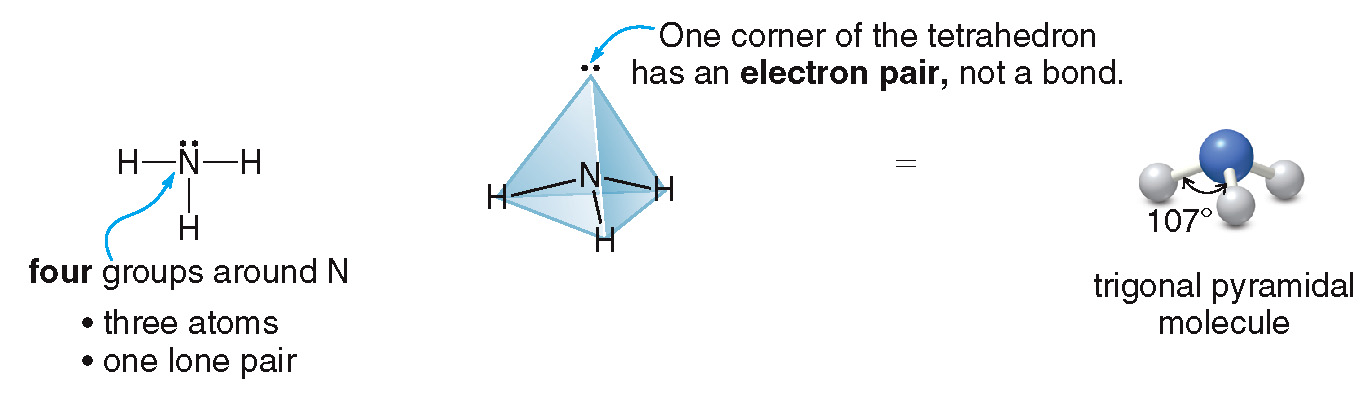 One corner of the tetrahedron
has an electron pair, not a bond.
H—N̈—H
H
four groups around N
• three atoms
• one lone pair
••
N
H
H
H
=
107°
trigonal pyramidal
molecule